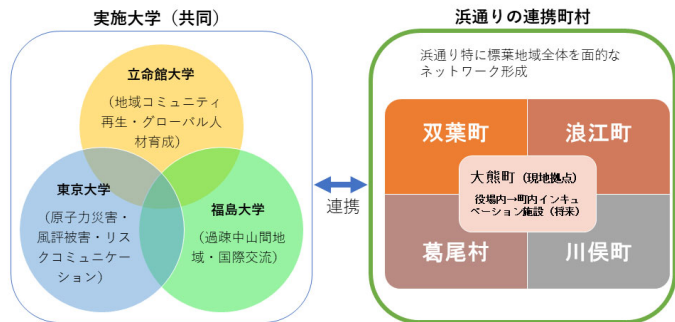 実施大学（共同）
立命館大学
（地域コミュニティ
再生・グローバル人
材育成）
東京大学
（原子力災害・
風評被害・リス
クコミュニケー
ション）
福島大学
（過疎中山間地
域・国際交流）
連携
浜通りの連携町村
浜通り特に標葉地域全体を面的な
ネットワーク形成
双葉町
浪江町
大熊町（現地拠点）
役場内→町内インキュ
ベーション施設（将来）
葛尾村
川俣町